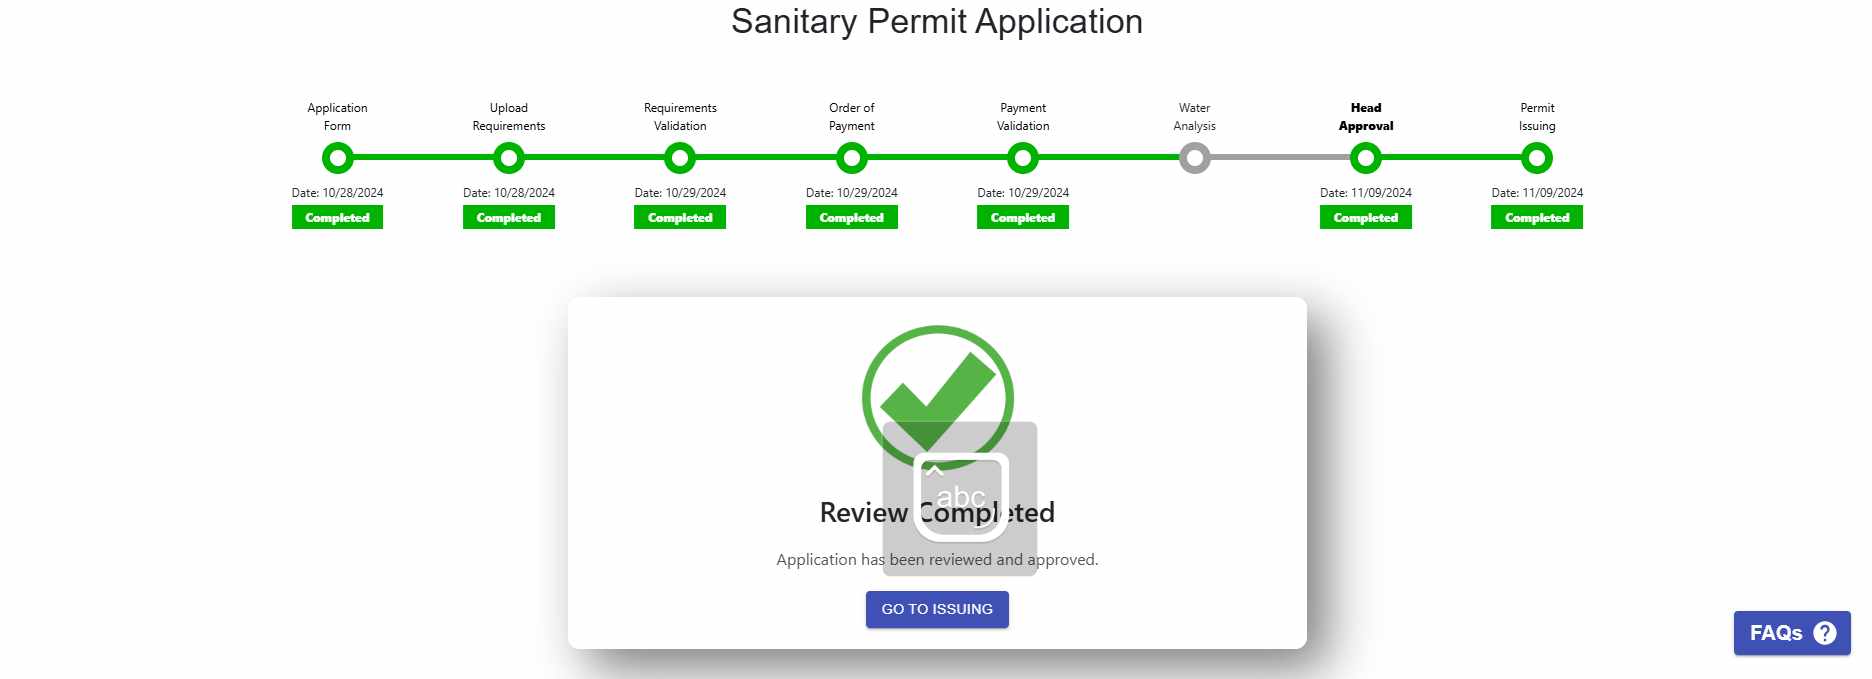 Sanitary Permit Application
Application
Form
Upload
Requirements
Requirements
Validation
Order of
Payment
Payment
Validation
Water
Analysis
Head
Approval
Permit
Issuing
Date: 10/28/2024
Date: 10/28/2024
Date: 10/29/2024
Date: 10/29/2024
Date: 10/29/2024
Date: 11/09/2024
Date: 11/09/2024
Completed
Completed
Completed
Completed
Completed
Completed
Completed
abc
Review Completed
Application has been reviewed and approved.
GO TO ISSUING
FAQs ?